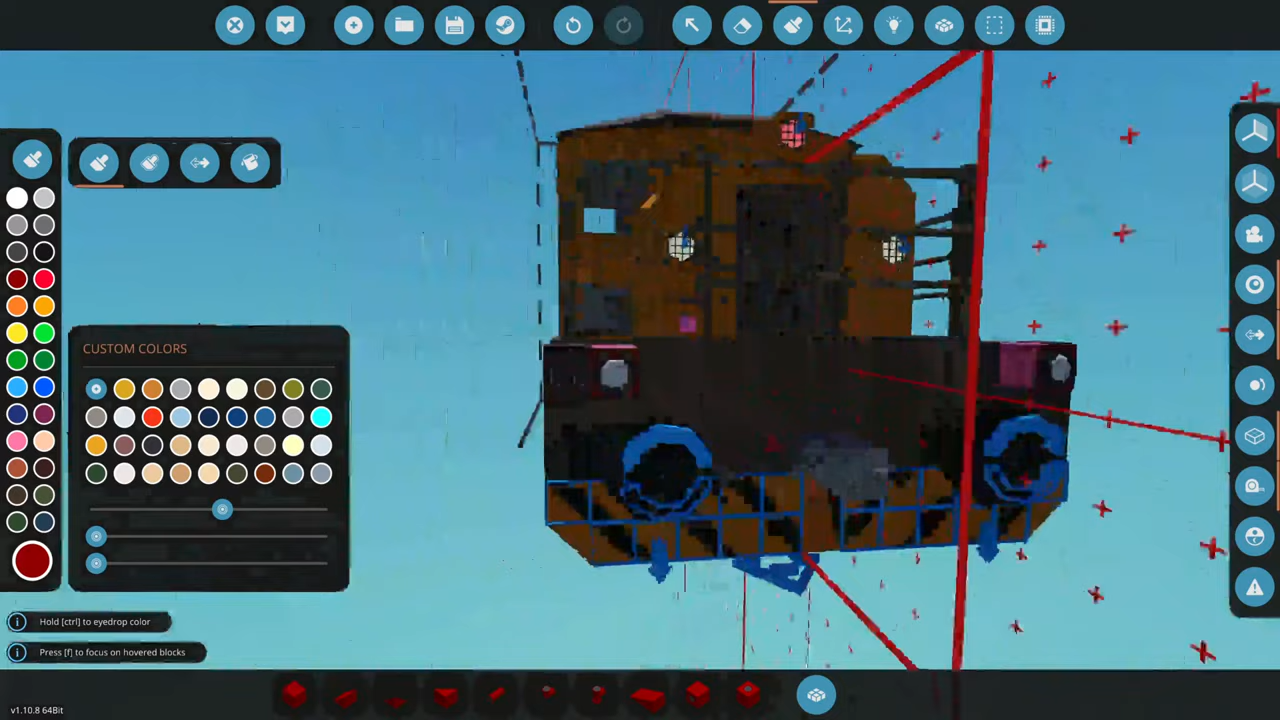 CUSTOM COLORS
Hold [ctrl] to eyedrop color
Press [f] to focus on hovered blocks
v1.10.8 64Bit